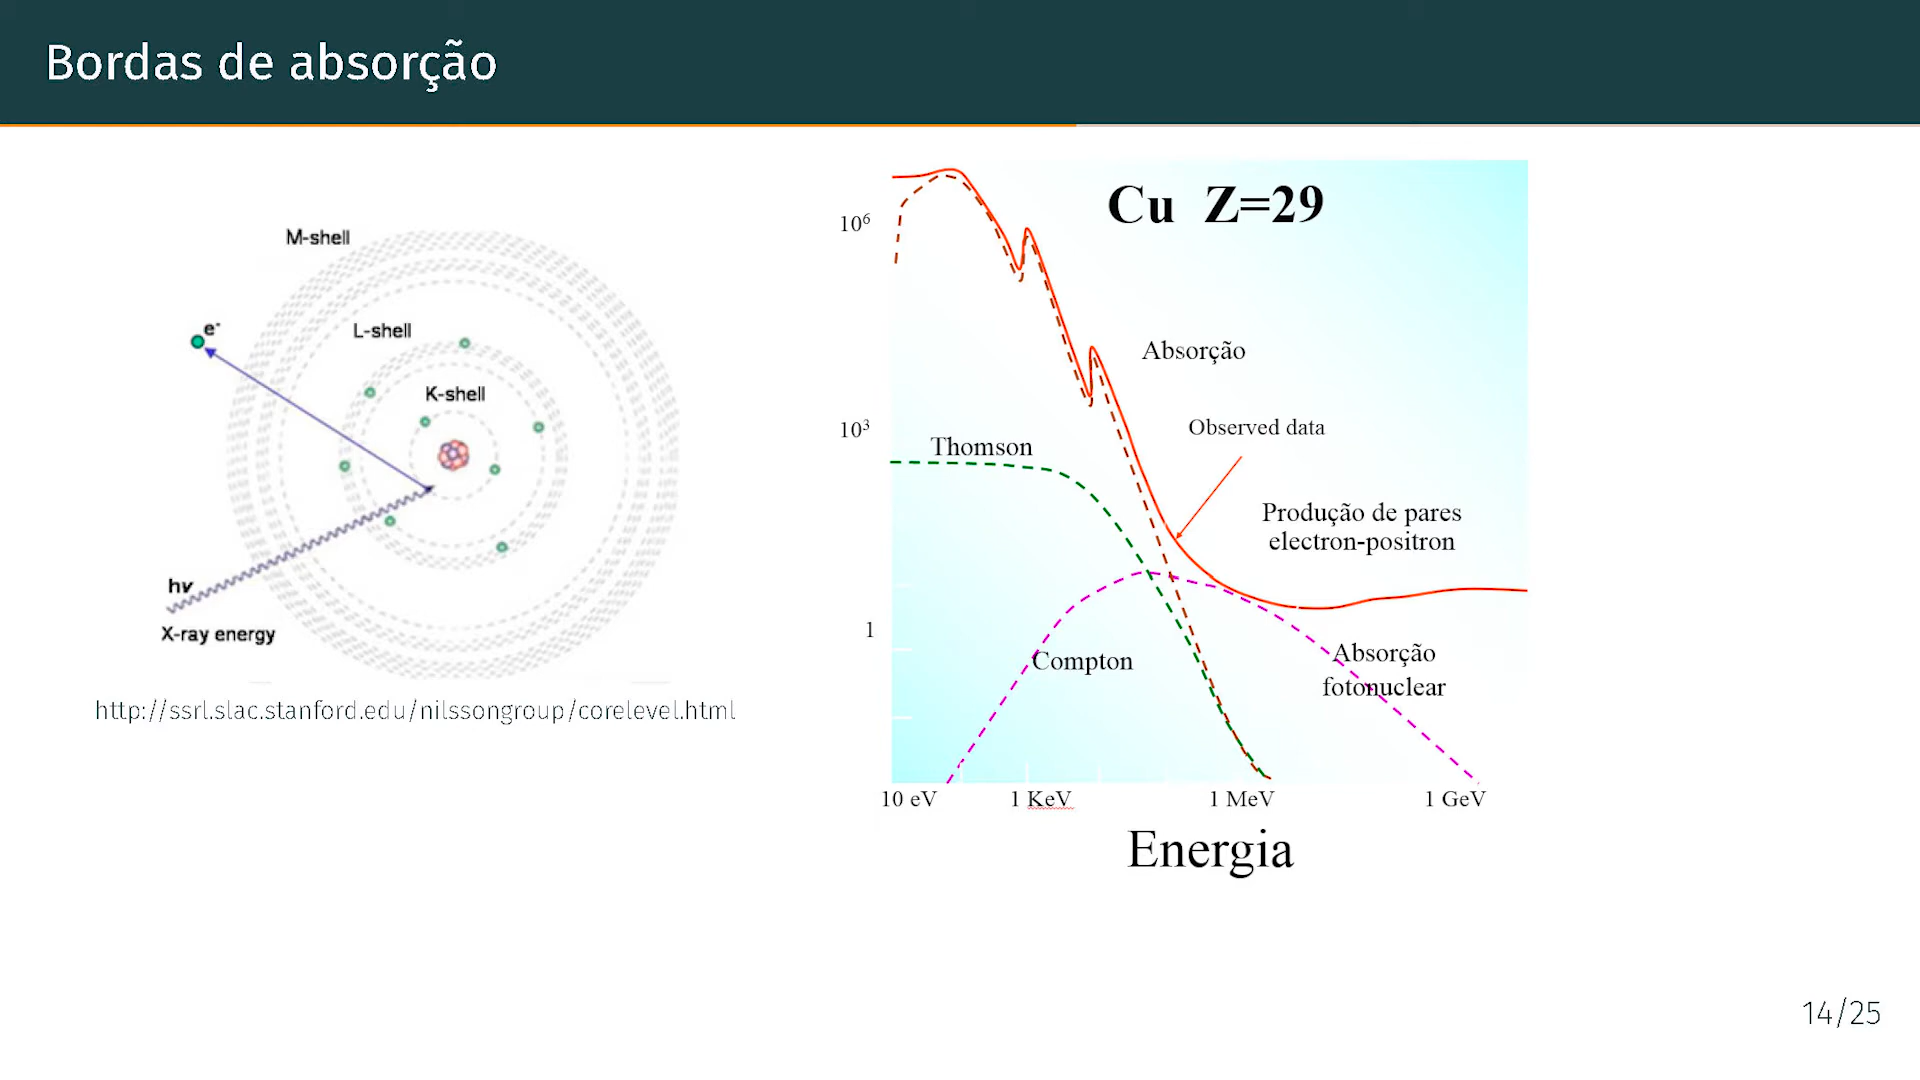 Bordas de absorção
M-shell
e-
L-shell
K-shell
hν
X-ray energy
http://ssrl.slac.stanford.edu/nilssongroup/corelevel.html
Cu Z=29
10⁶
Absorção
10³
Observed data
Thomson
Produção de pares
electron-positron
1
Compton
Absorção
fotonuclear
10 eV 1 KeV 1 MeV 1 GeV
Energia
14/25